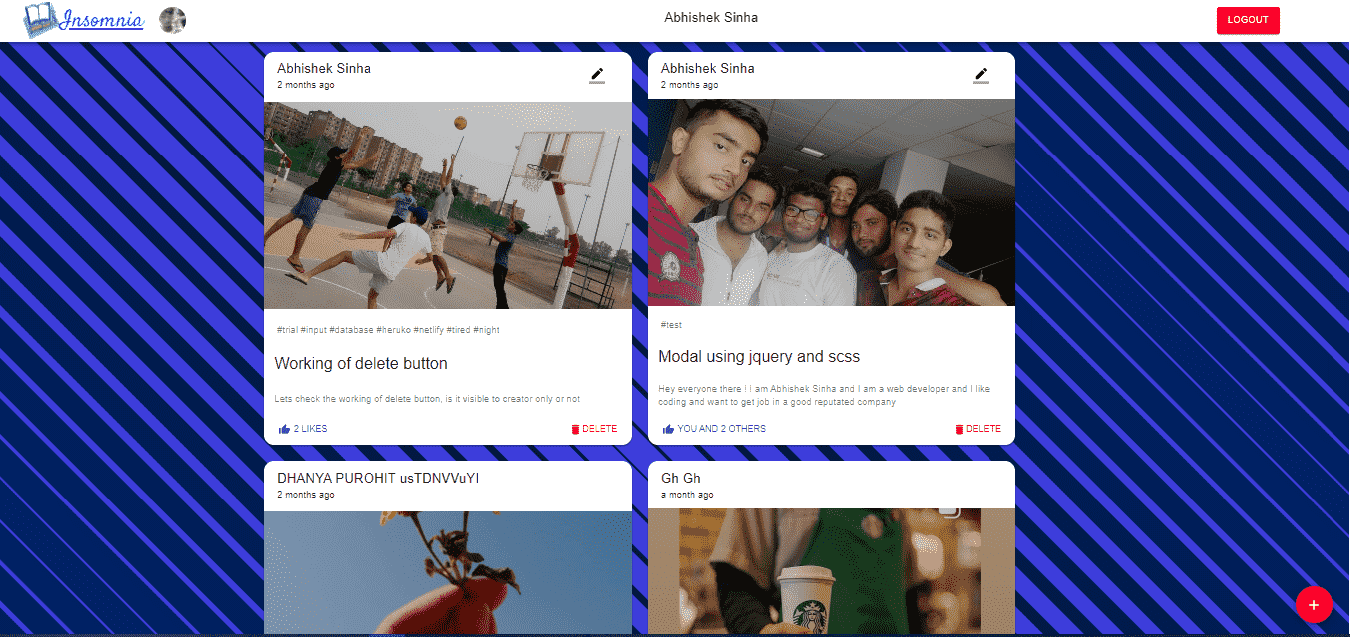 Insomnia
Abhishek Sinha
LOGOUT
Abhishek Sinha
2 months ago
#trial #input #database #heruko #netlify #tired #night
Working of delete button
Lets check the working of delete button, is it visible to creator only or not
2 LIKES
DELETE
Abhishek Sinha
2 months ago
#test
Modal using jquery and scss
Hey everyone there ! I am Abhishek Sinha and I am a web developer and I like
coding and want to get job in a good reputated company
YOU AND 2 OTHERS
DELETE
DHANYA PUROHIT usTDNVVuYI
2 months ago
Gh Gh
a month ago
+